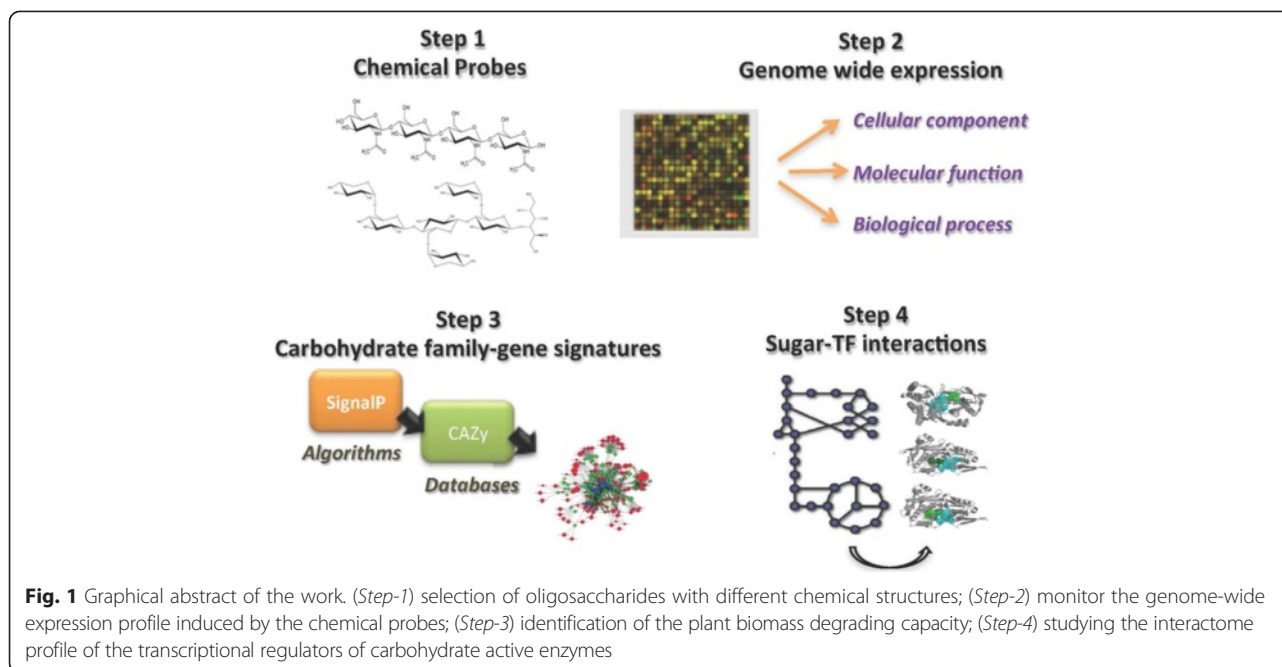 Step 1
Chemical Probes
Step 2
Genome wide expression
Cellular component
Molecular function
Biological process
Step 3
Carbohydrate family-gene signatures
SignalP
Algorithms
CAZy
Databases
Step 4
Sugar-TF interactions
Fig. 1 Graphical abstract of the work. (Step-1) selection of oligosaccharides with different chemical structures; (Step-2) monitor the genome-wide
expression profile induced by the chemical probes; (Step-3) identification of the plant biomass degrading capacity; (Step-4) studying the interactome
profile of the transcriptional regulators of carbohydrate active enzymes